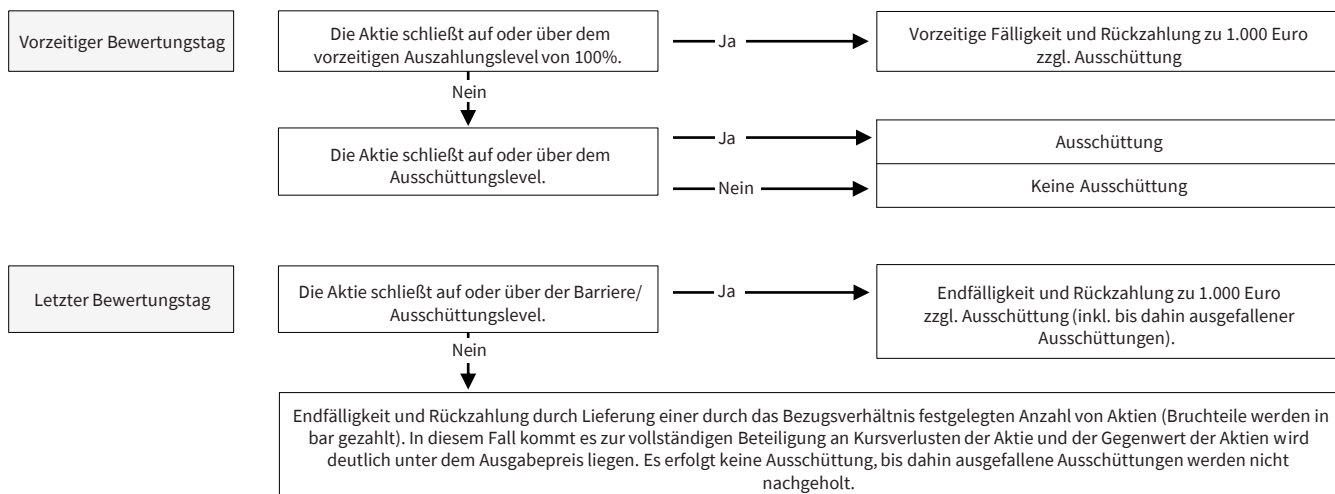 Vorzeitiger Bewertungstag
Die Aktie schließt auf oder über dem
vorzeitigen Auszahlungslevel von 100%.
Ja
Vorzeitige Fälligkeit und Rückzahlung zu 1.000 Euro
zzgl. Ausschüttung
Nein
Die Aktie schließt auf oder über dem
Ausschüttungslevel.
Ja
Ausschüttung
Nein
Keine Ausschüttung
Letzter Bewertungstag
Die Aktie schließt auf oder über der Barriere/
Ausschüttungslevel.
Ja
Endfälligkeit und Rückzahlung zu 1.000 Euro
zzgl. Ausschüttung (inkl. bis dahin ausgefallener
Ausschüttungen).
Nein
Endfälligkeit und Rückzahlung durch Lieferung einer durch das Bezugsverhältnis festgelegten Anzahl von Aktien (Bruchteile werden in
bar gezahlt). In diesem Fall kommt es zur vollständigen Beteiligung an Kursverlusten der Aktie und der Gegenwert der Aktien wird
deutlich unter dem Ausgabepreis liegen. Es erfolgt keine Ausschüttung, bis dahin ausgefallene Ausschüttungen werden nicht
nachgeholt.